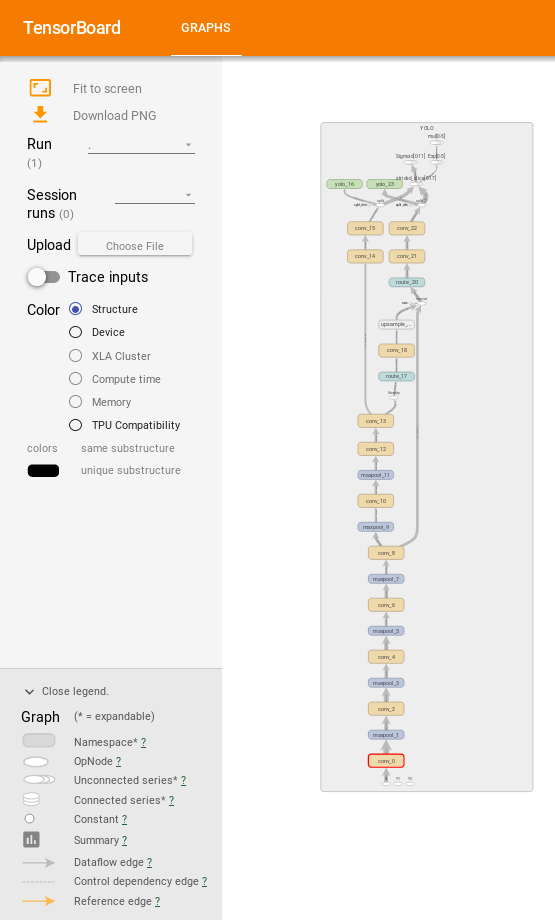 TensorBoard
GRAPHS
Fit to screen
Download PNG
Run
(1)
.
Session
runs (0)
Upload
Choose File
Trace inputs
Color
Structure
Device
XLA Cluster
Compute time
Memory
TPU Compatibility
colors same substructure
unique substructure
Close legend.
Graph (* = expandable)
Namespace* ?
OpNode ?
Unconnected series* ?
Connected series* ?
Constant ?
Summary ?
Dataflow edge ?
Control dependency edge ?
Reference edge ?
YOLO
mul[0-5]
Sigmoid[0-11] Exp[0-5]
strided_slice[0-17]
yolo_16 yolo_23
conv_15 conv_22
conv_14 conv_21
route_20
upsample_...
conv_18
route_17
conv_13
conv_12
maxpool_11
conv_10
maxpool_9
conv_8
maxpool_7
conv_6
maxpool_5
conv_4
maxpool_3
conv_2
maxpool_1
conv_0